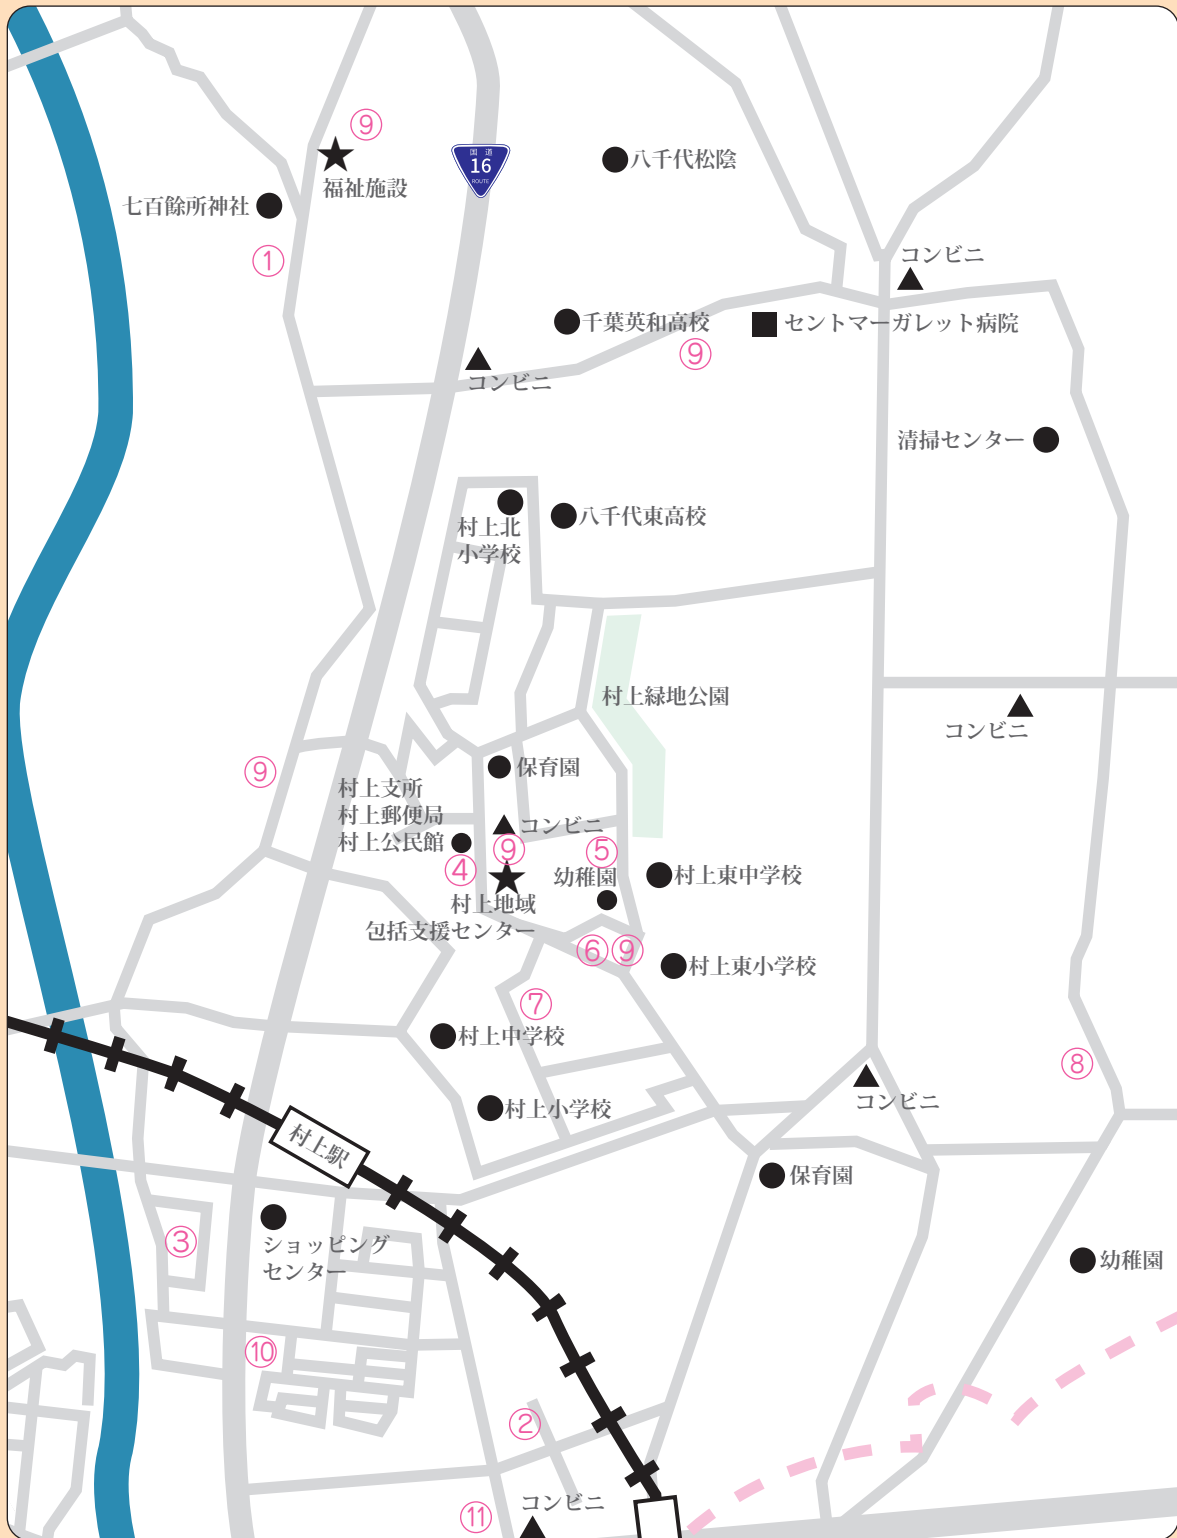 ⑨
国道
16
ROUTE
八千代松陰
福祉施設
七百餘所神社
①
コンビニ
千葉英和高校
セントマーガレット病院
⑨
コンビニ
清掃センター
村上北
小学校
八千代東高校
村上緑地公園
コンビニ
⑨
保育園
村上支所
村上郵便局
村上公民館
コンビニ
⑨
④
⑤
幼稚園
村上東中学校
村上地域
包括支援センター
⑥
⑨
村上東小学校
⑦
村上中学校
⑧
コンビニ
村上小学校
村上駅
保育園
③
ショッピング
センター
幼稚園
⑩
②
コンビニ
⑪